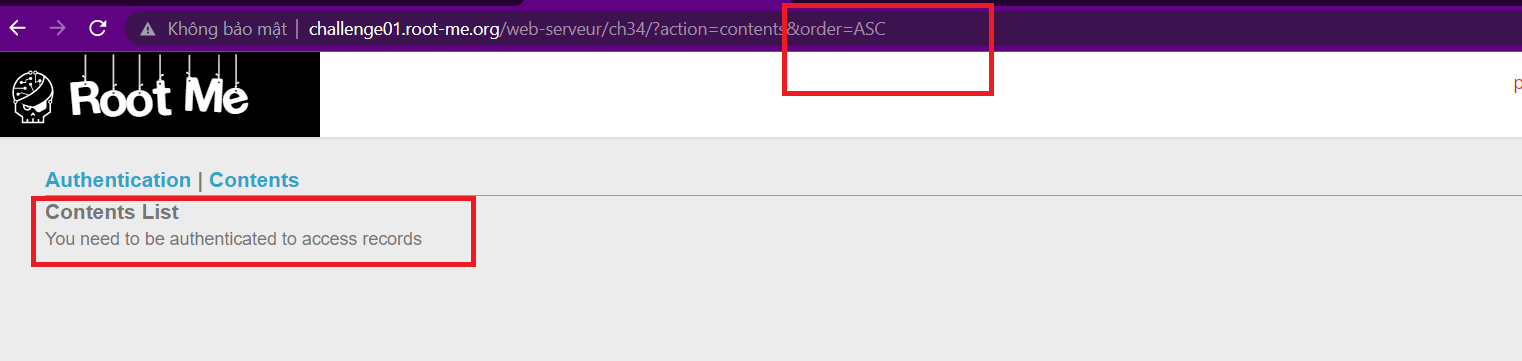 Không bảo mật | challenge01.root-me.org/web-serveur/ch34/?action=contents&order=ASC
Root Me
p
Authentication | Contents
Contents List
You need to be authenticated to access records